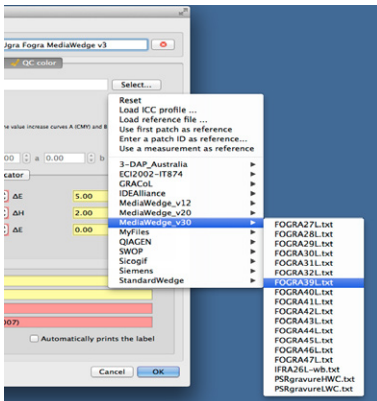 Ugra Fogra MediaWedge v3
QC color
Select...
Reset
Load ICC profile ...
Load reference file ...
Use first patch as reference
Enter a patch ID as reference...
Use a measurement as reference
he value increase curves A (CMY) and B
00 a 0.00 b
3-DAP_Australia
ECI2002-IT874
GRACoL
IDEAlliance
MediaWedge_v12
MediaWedge_v20
MediaWedge_v30
MyFiles
QIAGEN
SWOP
Sicogif
Siemens
StandardWedge
cator
ΔE 5.00
ΔH 2.00
ΔE 0.00
FOGRA27L.txt
FOGRA28L.txt
FOGRA29L.txt
FOGRA30L.txt
FOGRA31L.txt
FOGRA32L.txt
FOGRA39L.txt
FOGRA40L.txt
FOGRA41L.txt
FOGRA42L.txt
FOGRA43L.txt
FOGRA44L.txt
FOGRA45L.txt
FOGRA46L.txt
FOGRA47L.txt
IFRA26L-wb.txt
PSRgravureHWC.txt
PSRgravureLWC.txt
007)
Automatically prints the label
Cancel OK